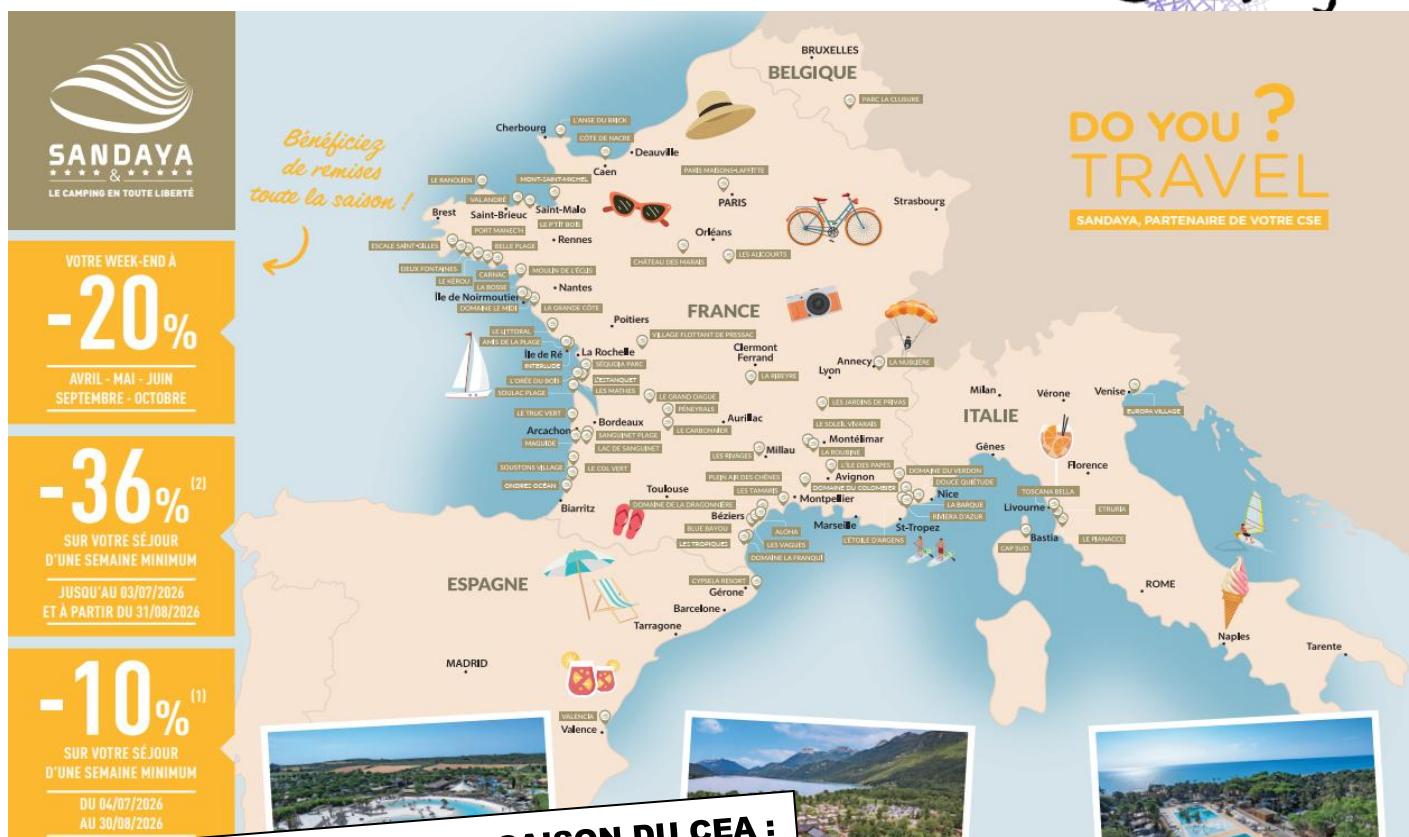 SANDAYA
&
LE CAMPING EN TOUTE LIBERTÉ
Bénéficiez
de remises
toute la saison !
VOTRE WEEK-END À
-20%
AVRIL - MAI - JUIN
SEPTEMBRE - OCTOBRE
-36% (2)
SUR VOTRE SÉJOUR
D'UNE SEMAINE MINIMUM
JUSQU'AU 03/07/2026
ET À PARTIR DU 31/08/2026
-10% (1)
SUR VOTRE SÉJOUR
D'UNE SEMAINE MINIMUM
DU 04/07/2026
AU 30/08/2026
DO YOU ?
TRAVEL
SANDAYA, PARTENAIRE DE VOTRE CSE
BRUXELLES
BELGIQUE
PARC LA CLUSURE
L'ANSE DU BRICK
Cherbourg
CÔTE DE NACRE
Deauville
Caen
LE RANOLIEN
MONT-SAINT-MICHEL
PARIS MAISONS-LAFFITTE
PARIS
Strasbourg
VAL ANDRÉ
Brest
Saint-Brieuc
Saint-Malo
LE P'TIT BOIS
PORT MANEC'H
Rennes
Orléans
ESCALE SAINT-GILLES
BELLE PLAGE
CHÂTEAU DES MARAIS
LES ALICOURTS
DEUX FONTAINES
CARNAC
MOULIN DE L'ÉCLIS
LE KÉROU
LA BOSSE
Nantes
Île de Noirmoutier
DOMAINE LE MIDI
LA GRANDE CÔTE
FRANCE
Poitiers
LE LITTORAL
VILLAGE FLOTTANT DE PRESSAC
AMIS DE LA PLAGE
Île de Ré
La Rochelle
Clermont
Ferrand
Annecy
LA NUBLIÈRE
INTERLUDE
SÉQUOIA PARC
Lyon
LA RIBEYRE
L'ORÉE DU BOIS
L'ESTANQUET
SOULAC PLAGE
LES MATHES
LE GRAND DAGUE
LES JARDINS DE PRIVAS
Milan
Vérone
Venise
EUROPA VILLAGE
PÉNEYRALS
LE TRUC VERT
Bordeaux
LE CARBONNIER
Aurillac
ITALIE
Arcachon
SANGUINET PLAGE
LE SOLEIL VIVARAIS
Montélimar
MAGUIDE
LAC DE SANGUINET
LES RIVAGES
Millau
LA ROUBINE
Gênes
SOUSTONS VILLAGE
LE COL VERT
L'ÎLE DES PAPES
Florence
PLEIN AIR DES CHÊNES
Avignon
DOMAINE DU VERDON
ONDRES OCÉAN
Toulouse
DOMAINE DU COLOMBIER
DOUCE QUIÉTUDE
LES TAMARIS
Montpellier
Nice
TOSCANA BELLA
Biarritz
DOMAINE DE LA DRAGONNIÈRE
LA BARQUE
Livourne
ETRURIA
Béziers
RIVIERA D'AZUR
BLUE BAYOU
ALOHA
Marseille
St-Tropez
LES TROPIQUES
LES VAGUES
L'ÉTOILE D'ARGENS
Bastia
LE PIANACCE
DOMAINE LA FRANQUI
CAP SUD
ESPAGNE
CYPSELA RESORT
Gérone
ROME
Barcelone
Tarragone
Naples
Tarente
MADRID
VALENCIA
Valence
SAISON DU CEA :